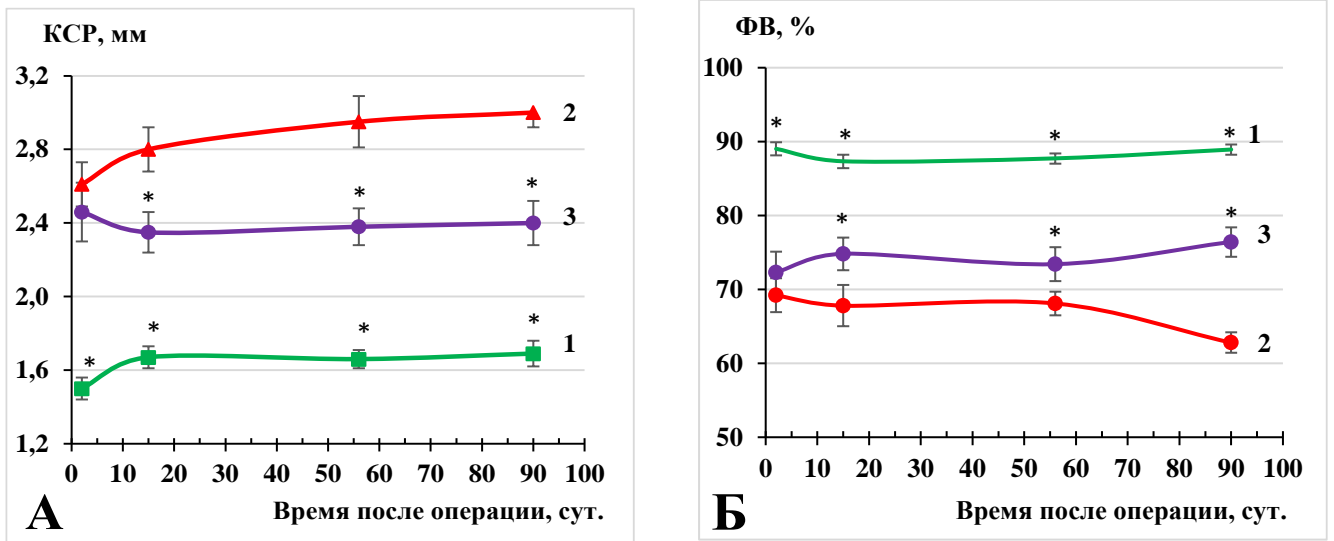 КСР, мм
3,2
2,8
2,4
2,0
1,6
1,2
2
* * *
3
* * * *
1
0 10 20 30 40 50 60 70 80 90 100
А
Время после операции, сут.
ФВ, %
100
90
80
70
60
50
* * * *
1
* * *
3
2
0 10 20 30 40 50 60 70 80 90 100
Б
Время после операции, сут.